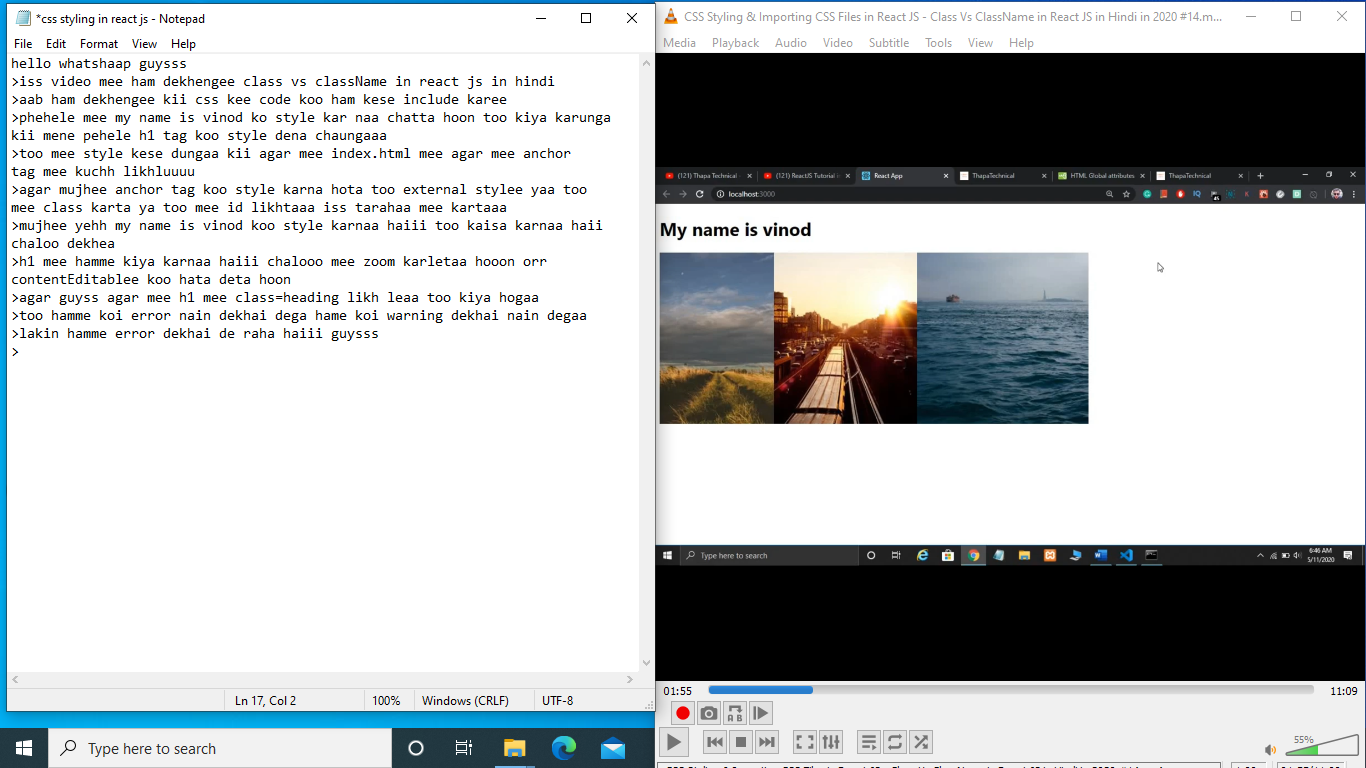 *css styling in react js - Notepad
File Edit Format View Help
hello whatshaap guysss
>iss video mee ham dekhengee class vs className in react js in hindi
>aab ham dekhengee kii css kee code koo ham kese include karee
>phehele mee my name is vinod ko style kar naa chatta hoon too kiya karunga
kii mene pehele h1 tag koo style dena chaungaaa
>too mee style kese dungaa kii agar mee index.html mee agar mee anchor
tag mee kuchh likhluuuu
>agar mujhee anchor tag koo style karna hota too external stylee yaa too
mee class karta ya too mee id likhtaaa iss tarahaa mee kartaaa
>mujhee yehh my name is vinod koo style karnaa haiii too kaisa karnaa haii
chaloo dekhea
>h1 mee hamme kiya karnaa haiii chalooo mee zoom karletaa hooon orr
contentEditablee koo hata deta hoon
>agar guyss agar mee h1 mee class=heading likh leaa too kiya hogaa
>too hamme koi error nain dekhai dega hame koi warning dekhai nain degaa
>lakin hamme error dekhai de raha haiii guysss
>
Ln 17, Col 2 100% Windows (CRLF) UTF-8
Type here to search
CSS Styling & Importing CSS Files in React JS - Class Vs ClassName in React JS in Hindi in 2020 #14.m...
Media Playback Audio Video Subtitle Tools View Help
(121) Thapa Technical (121) ReactJS Tutorial React App ThapaTechnical HTML Global attributes ThapaTechnical
localhost:3000
My name is vinod
Type here to search
6:46 AM
5/11/2020
01:55 11:09
A B
55%